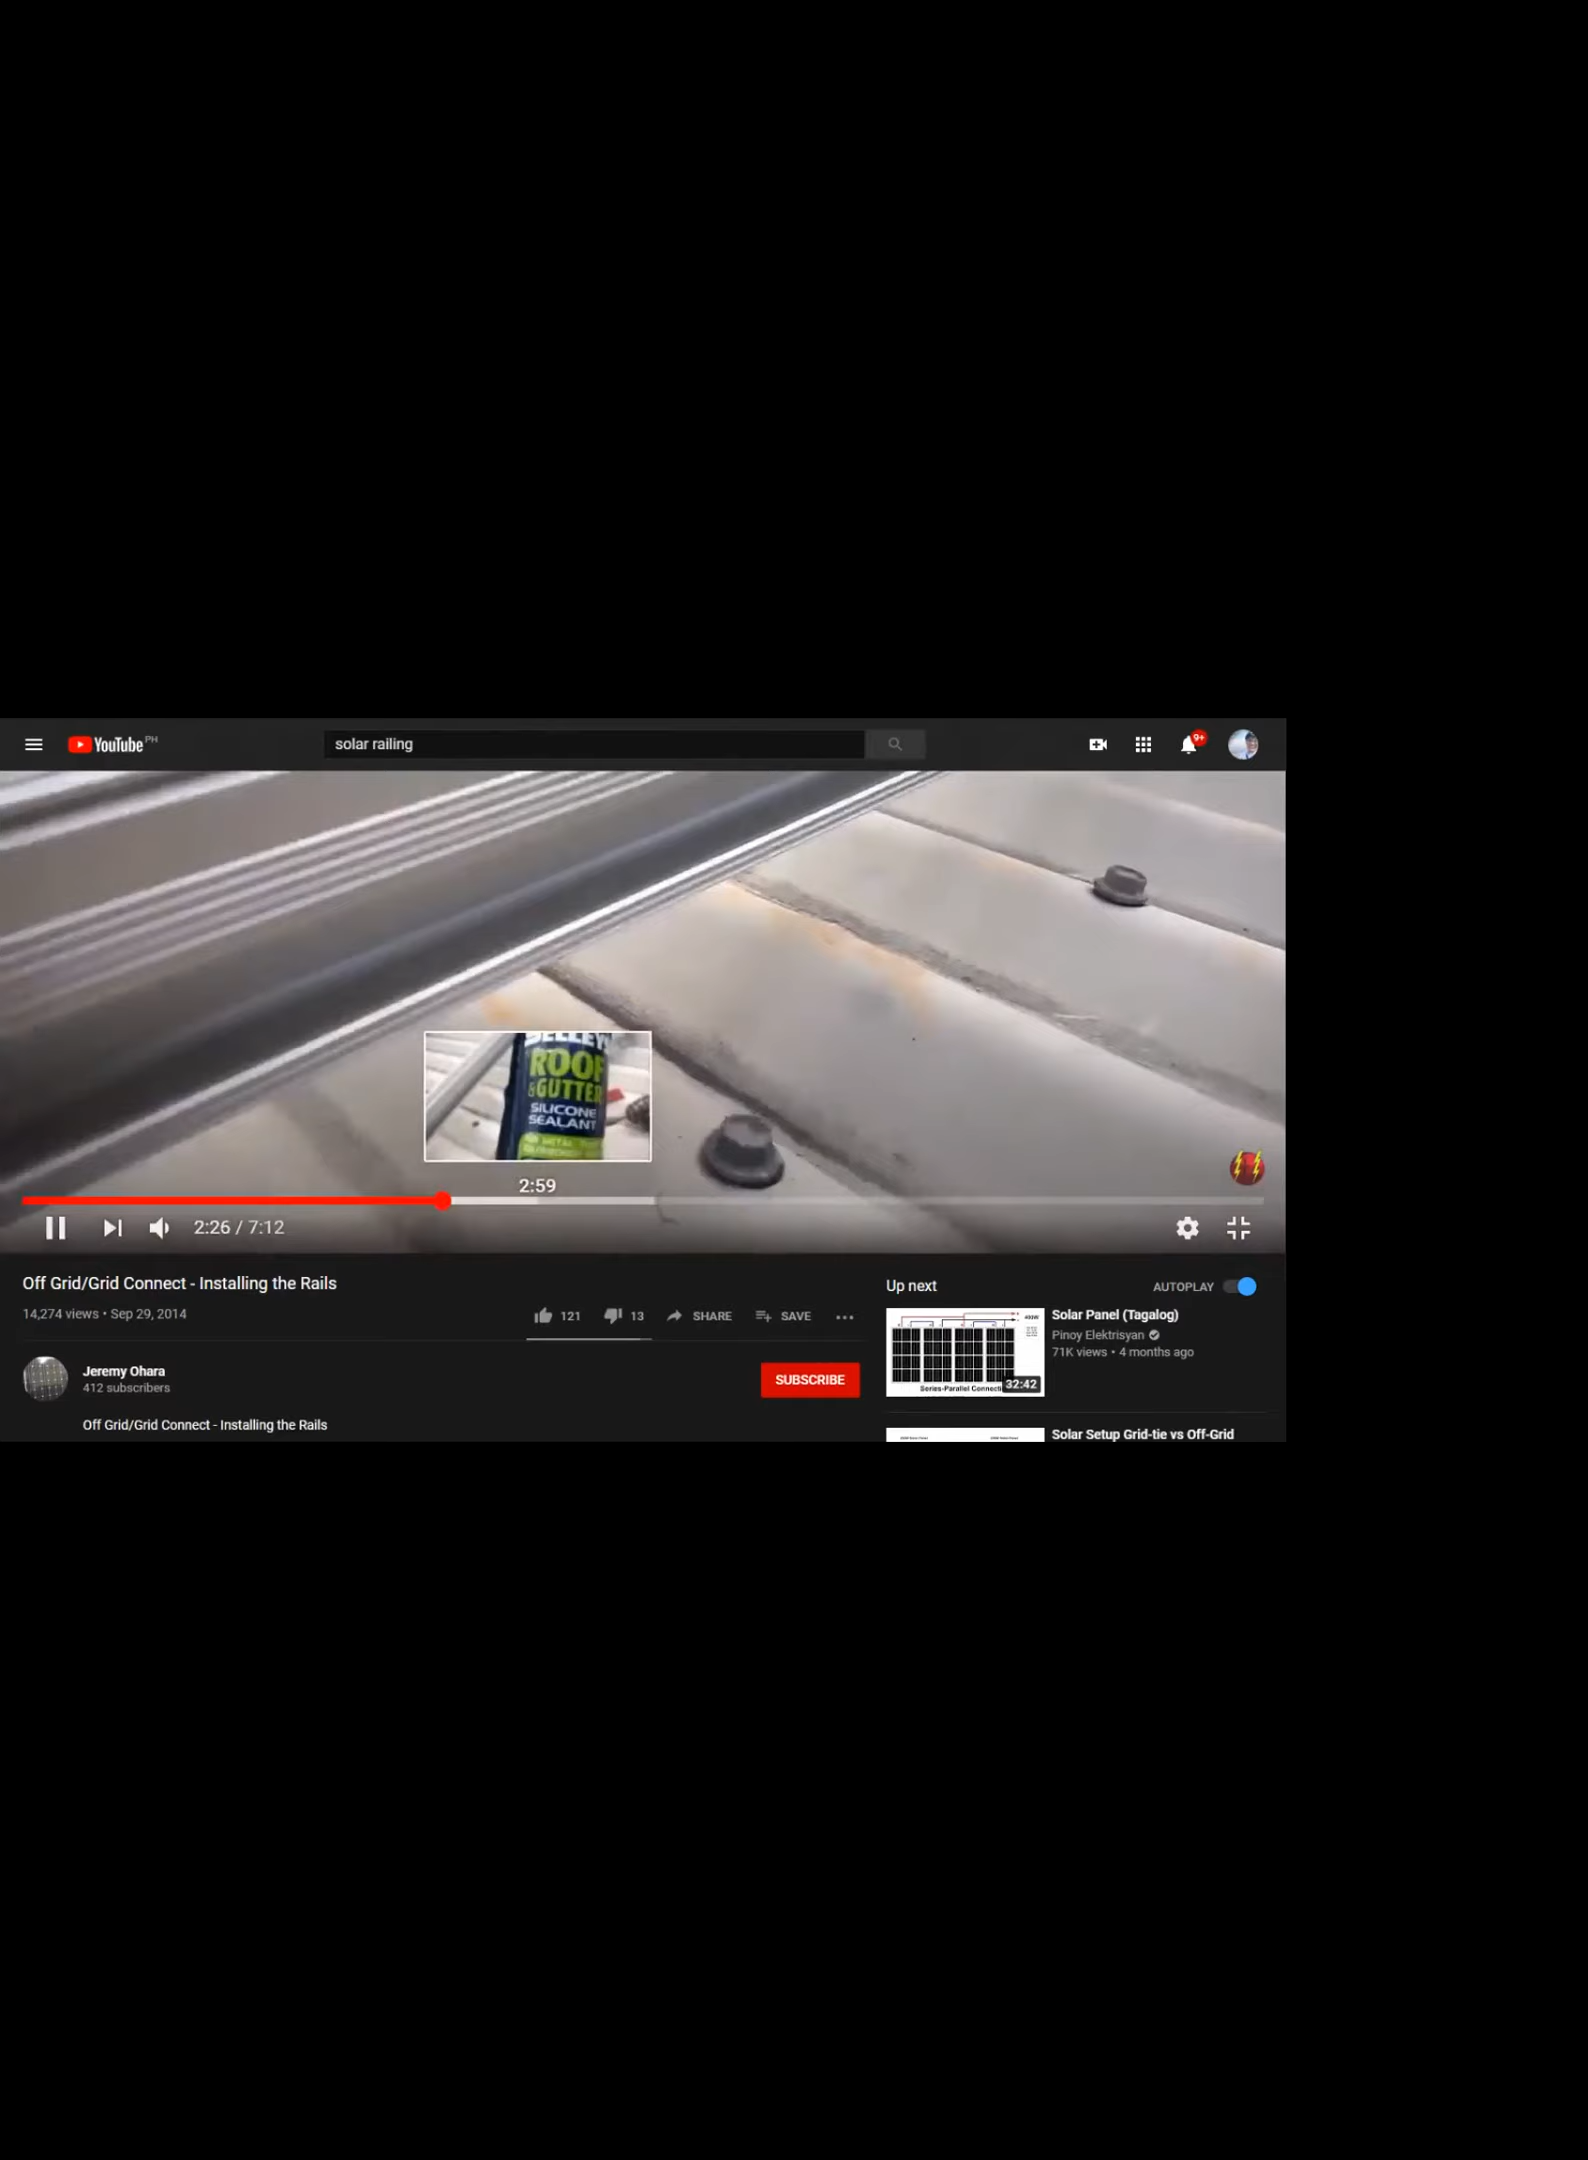 YouTube PH
solar railing
9+
ROOF
& GUTTER
SILICONE
SEALANT
2:59
2:26 / 7:12
Off Grid/Grid Connect - Installing the Rails
14,274 views • Sep 29, 2014
121
13
SHARE
SAVE
Jeremy Ohara
412 subscribers
SUBSCRIBE
Off Grid/Grid Connect - Installing the Rails
Up next
AUTOPLAY
Series-Parallel Connecti
32:42
Solar Panel (Tagalog)
Pinoy Elektrisyan
71K views • 4 months ago
Solar Setup Grid-tie vs Off-Grid